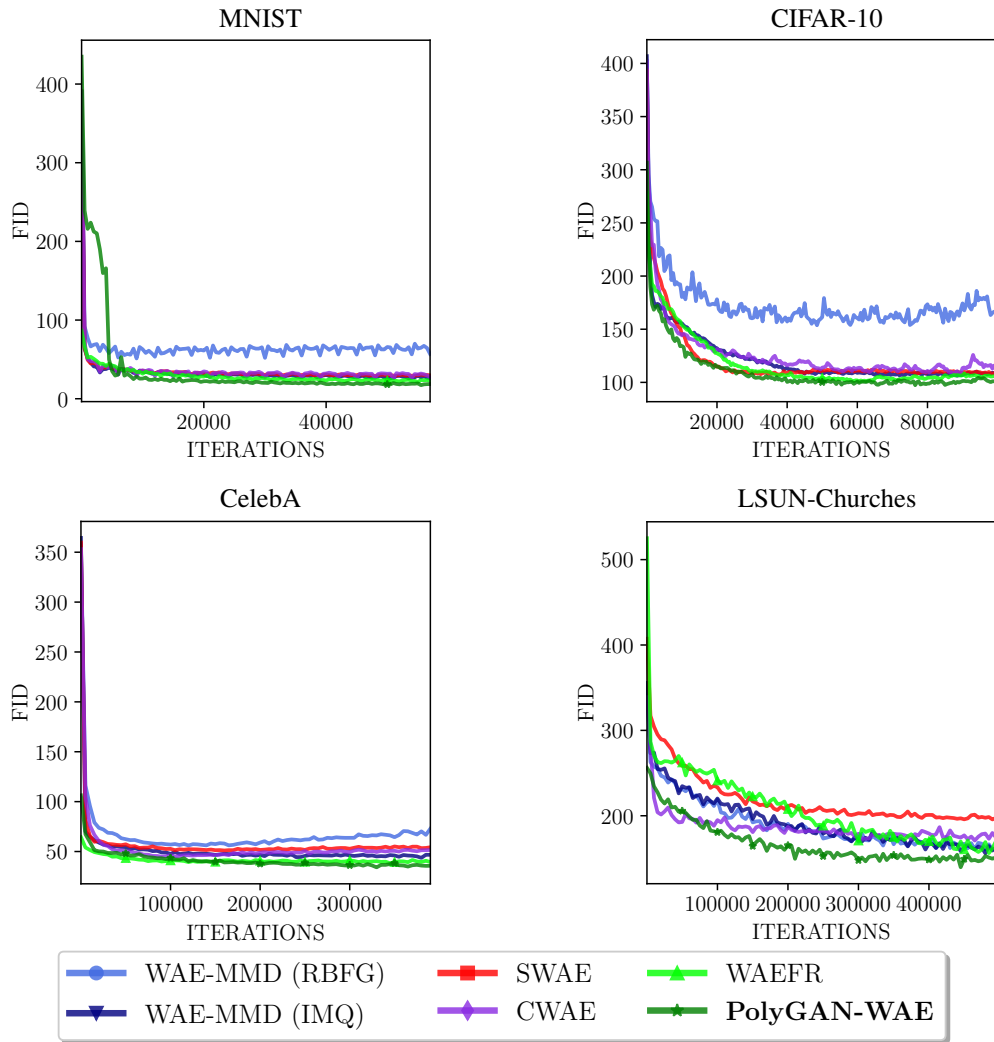 MNIST
CIFAR-10
400
300
200
100
0
FID
20000
40000
ITERATIONS
400
350
300
250
200
150
100
FID
20000
40000
60000
80000
ITERATIONS
CelebA
LSUN-Churches
350
300
250
200
150
100
50
FID
100000
200000
300000
ITERATIONS
500
400
300
200
FID
100000
200000
300000
400000
ITERATIONS
WAE-MMD (RBFG)
SWAE
WAEFR
WAE-MMD (IMQ)
CWAE
PolyGAN-WAE